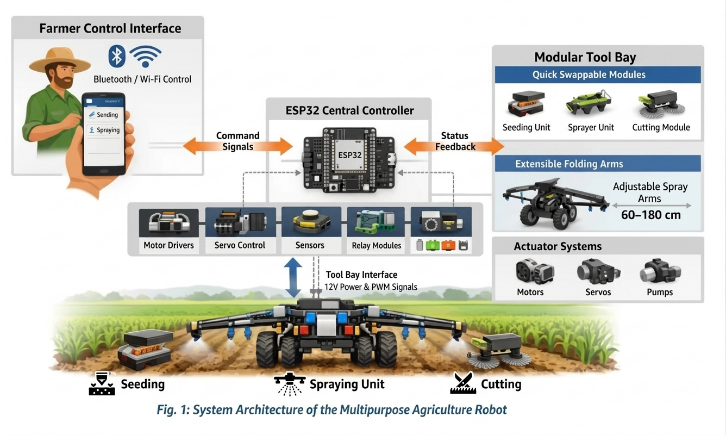 Farmer Control Interface
Bluetooth / Wi-Fi Control
Sending
Spraying
Command
Signals
ESP32 Central Controller
ESP32
Status
Feedback
Modular Tool Bay
Quick Swappable Modules
Seeding Unit
Sprayer Unit
Cutting Module
Extensible Folding Arms
Adjustable Spray
Arms
60–180 cm
Actuator Systems
Motors
Servos
Pumps
Motor Drivers
Servo Control
Sensors
Relay Modules
Tool Bay Interface
12V Power & PWM Signals
Seeding
Spraying Unit
Cutting
Fig. 1: System Architecture of the Multipurpose Agriculture Robot